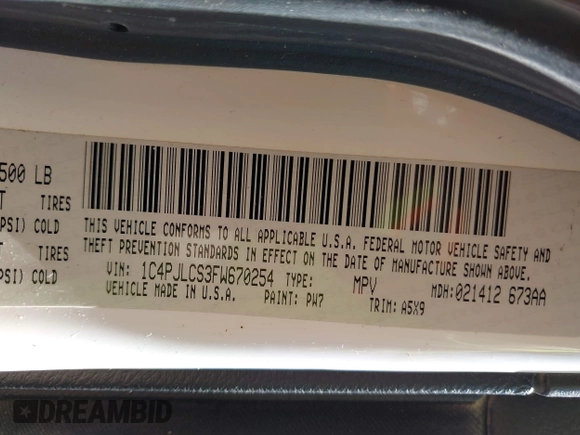 500 LB
T TIRES
PSI) COLD
T TIRES
PSI) COLD
THIS VEHICLE CONFORMS TO ALL APPLICABLE U.S.A. FEDERAL MOTOR VEHICLE SAFETY AND
THEFT PREVENTION STANDARDS IN EFFECT ON THE DATE OF MANUFACTURE SHOWN ABOVE.
VIN: 1C4PJLCS3FW670254 TYPE: MPV MDH:021412 673AA
VEHICLE MADE IN U.S.A. PAINT: PW7 TRIM: A5X9
DREAMBID